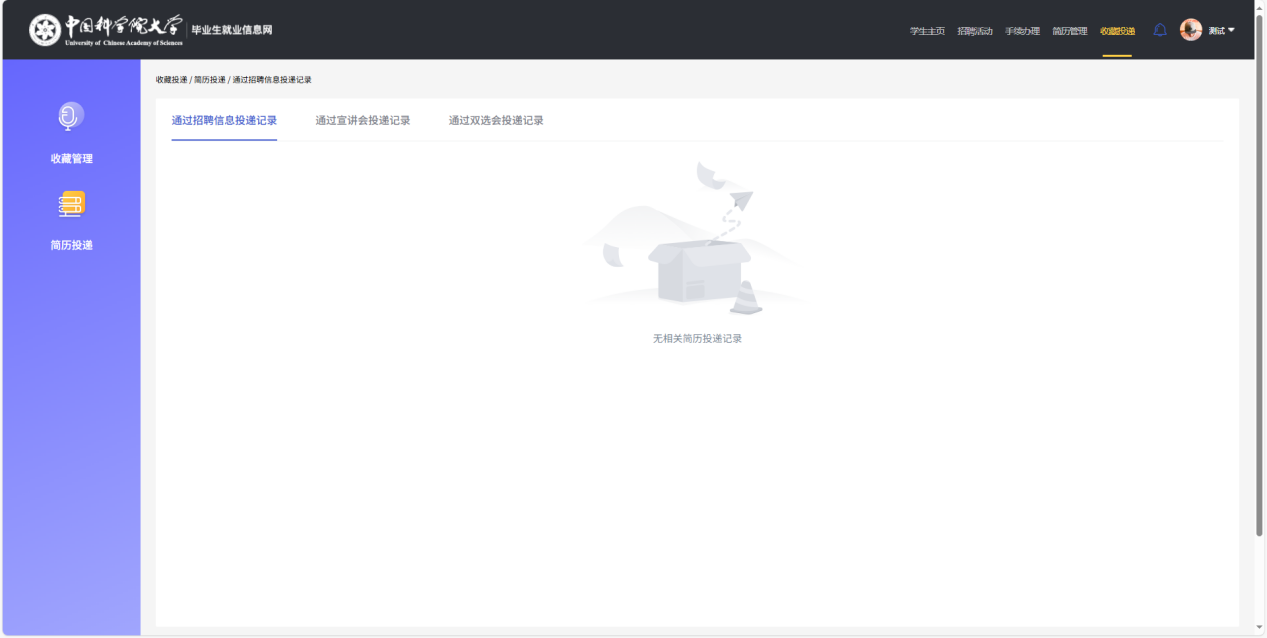 中国科学院大学 毕业生就业信息网
University of Chinese Academy of Sciences
学生主页 招聘活动 手续办理 简历管理 收藏投递 测试
收藏管理
简历投递
收藏投递 / 简历投递 / 通过招聘信息投递记录
通过招聘信息投递记录 通过宣讲会投递记录 通过双选会投递记录
无相关简历投递记录